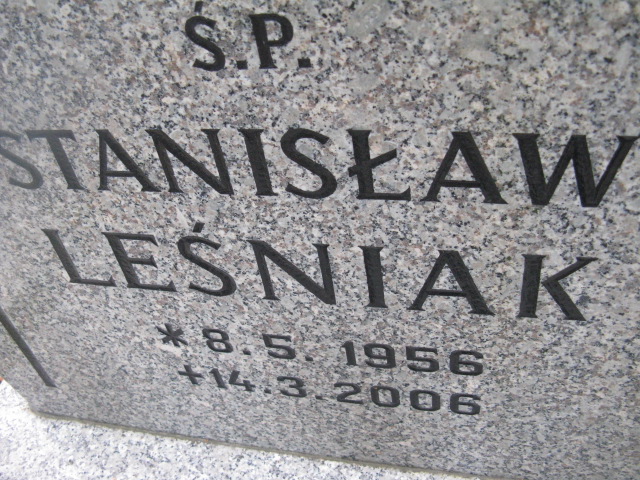 Ś.P.
STANISŁAW
LEŚNIAK
* 8.5.1956
+14.3.2006